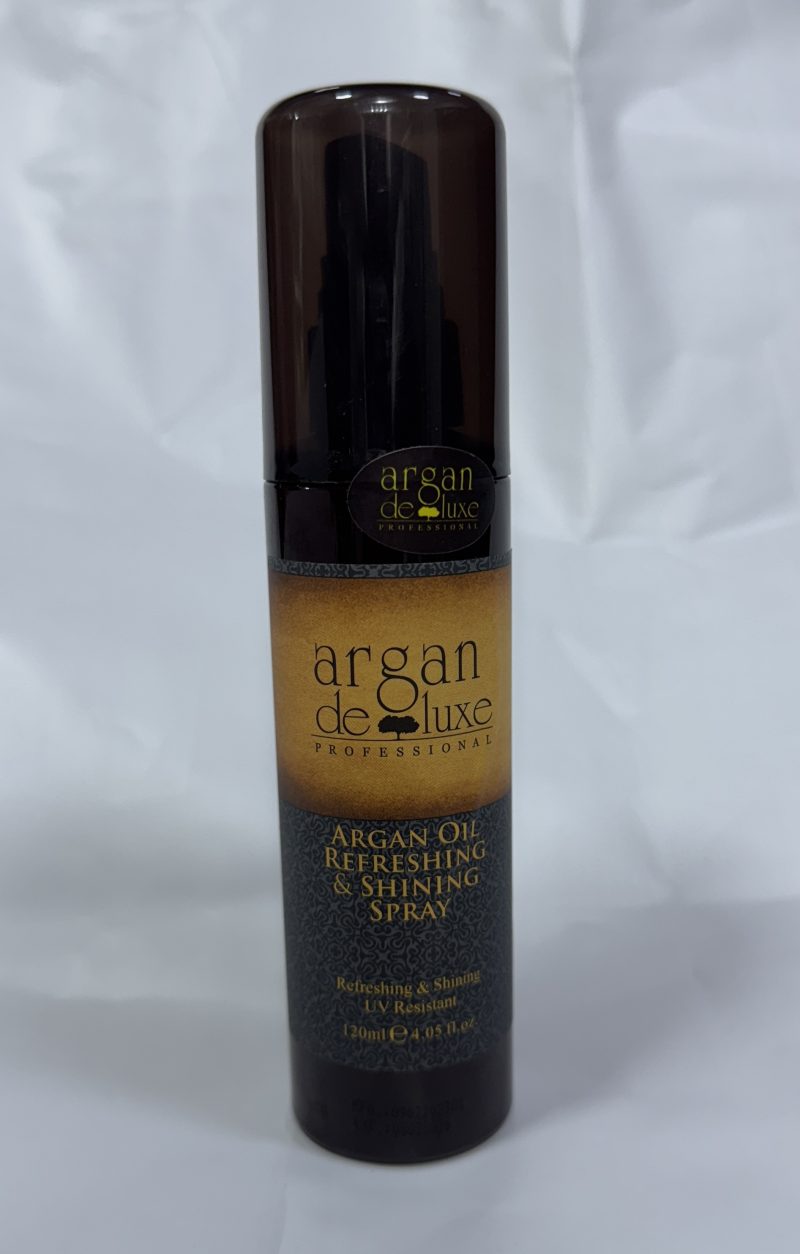 argan
de luxe
PROFESSIONAL
argan
de luxe
PROFESSIONAL
ARGAN OIL
REFRESHING
& SHINING
SPRAY
Refreshing & Shining
UV Resistant
120ml ℮ 4.05 fl.oz.